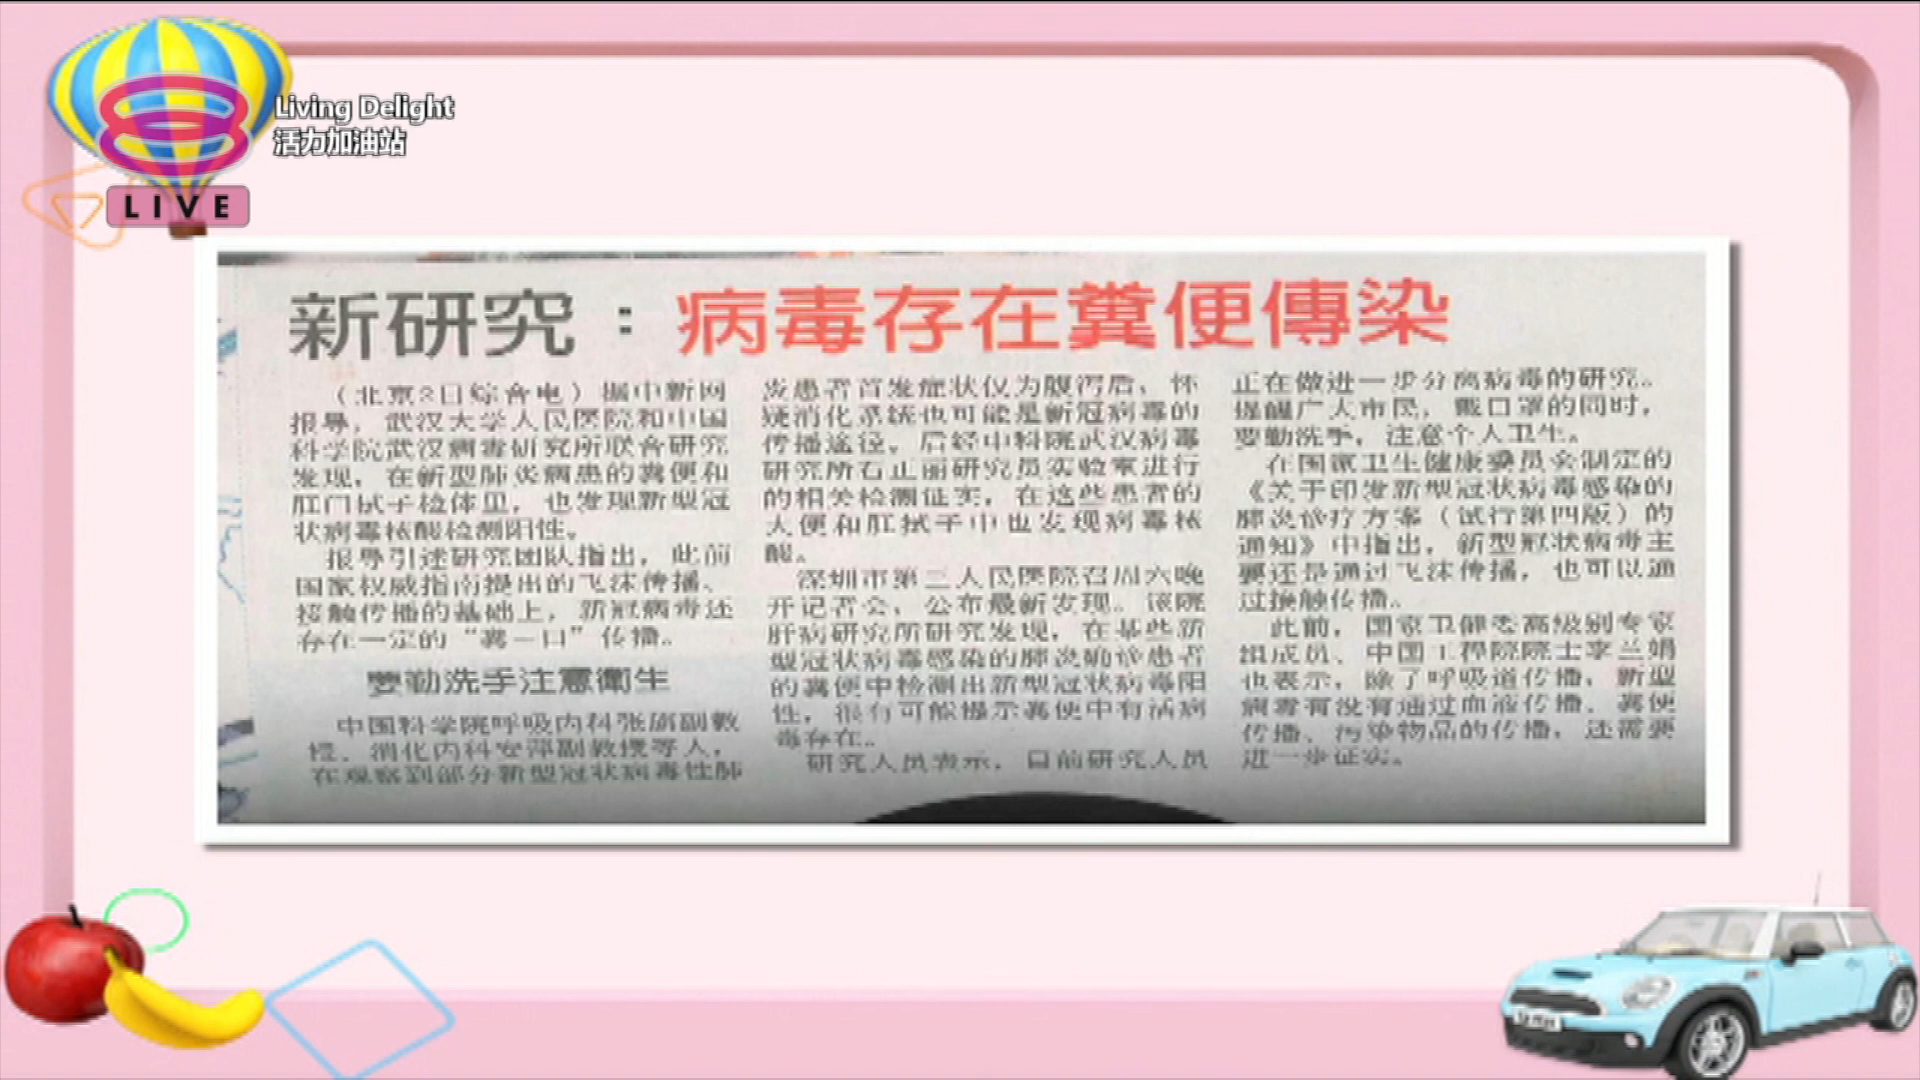 Living Delight
活力加油站
LIVE
新研究：病毒存在糞便傳染
（北京2日综合电）据中新网
报导，武汉大学人民医院和中国
科学院武汉病毒研究所联合研究
发现，在新型肺炎病患的粪便和
肛门拭子检体里，也发现新型冠
状病毒核酸检测阳性。
报导引述研究团队指出，此前
国家权威指南提出的飞沫传播、
接触传播的基础上，新冠病毒还
存在一定的“粪－口”传播。
要勤洗手注意衛生
中国科学院呼吸内科张旃副教
授、消化内科安萍副教授等人，
在观察到部分新型冠状病毒性肺
炎患者首发症状仅为腹泻后，怀
疑消化系统也可能是新冠病毒的
传播途径。后经中科院武汉病毒
研究所石正丽研究员实验室进行
的相关检测证实，在这些患者的
大便和肛拭子中也发现病毒核
酸。
深圳市第三人民医院召周六晚
开记者会，公布最新发现。该院
肝病研究所研究发现，在某些新
型冠状病毒感染的肺炎确诊患者
的粪便中检测出新型冠状病毒阳
性，很有可能提示粪便中有活病
毒存在。
研究人员表示，目前研究人员
正在做进一步分离病毒的研究。
提醒广大市民，戴口罩的同时，
要勤洗手，注意个人卫生。
在国家卫生健康委员会制定的
《关于印发新型冠状病毒感染的
肺炎诊疗方案（试行第四版）的
通知》中指出，新型冠状病毒主
要还是通过飞沫传播，也可以通
过接触传播。
此前，国家卫健委高级别专家
组成员、中国工程院院士李兰娟
也表示，除了呼吸道传播，新型
病毒有没有通过血液传播、粪便
传播、污染物品的传播，还需要
进一步证实。